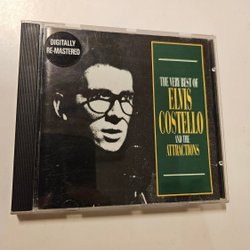 DIGITALLY
RE-MASTERED
THE VERY BEST OF
ELVIS
COSTELLO
AND THE
ATTRACTIONS